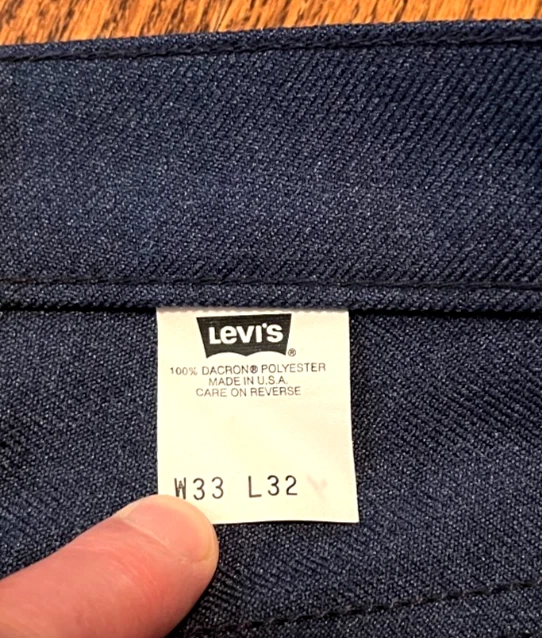 Levi's®
100% DACRON® POLYESTER
MADE IN U.S.A.
CARE ON REVERSE
W33 L32